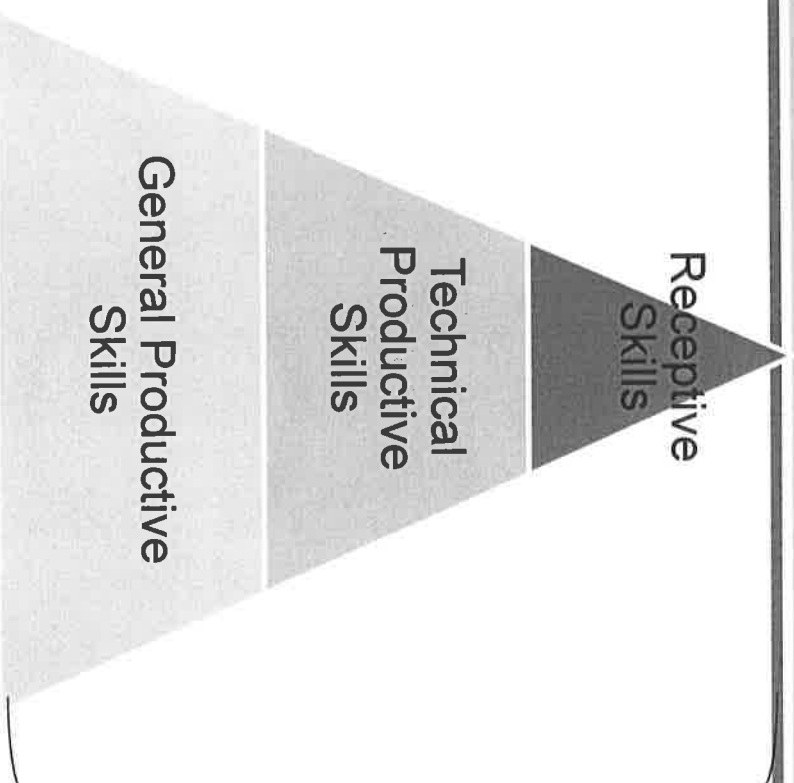 Receptive
Skills
Technical
Productive
Skills
General Productive
Skills